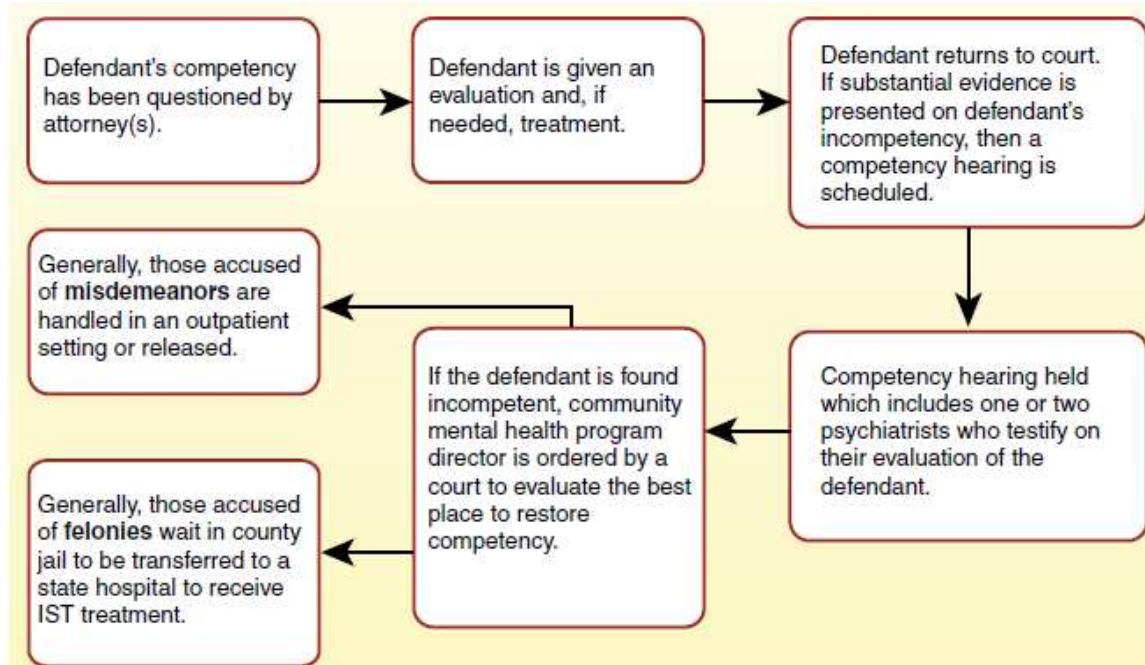 Defendant's competency
has been questioned by
attorney(s).
Defendant is given an
evaluation and, if
needed, treatment.
Defendant returns to court.
If substantial evidence is
presented on defendant's
incompetency, then a
competency hearing is
scheduled.
Competency hearing held
which includes one or two
psychiatrists who testify on
their evaluation of the
defendant.
If the defendant is found
incompetent, community
mental health program
director is ordered by a
court to evaluate the best
place to restore
competency.
Generally, those accused
of misdemeanors are
handled in an outpatient
setting or released.
Generally, those accused
of felonies wait in county
jail to be transferred to a
state hospital to receive
IST treatment.